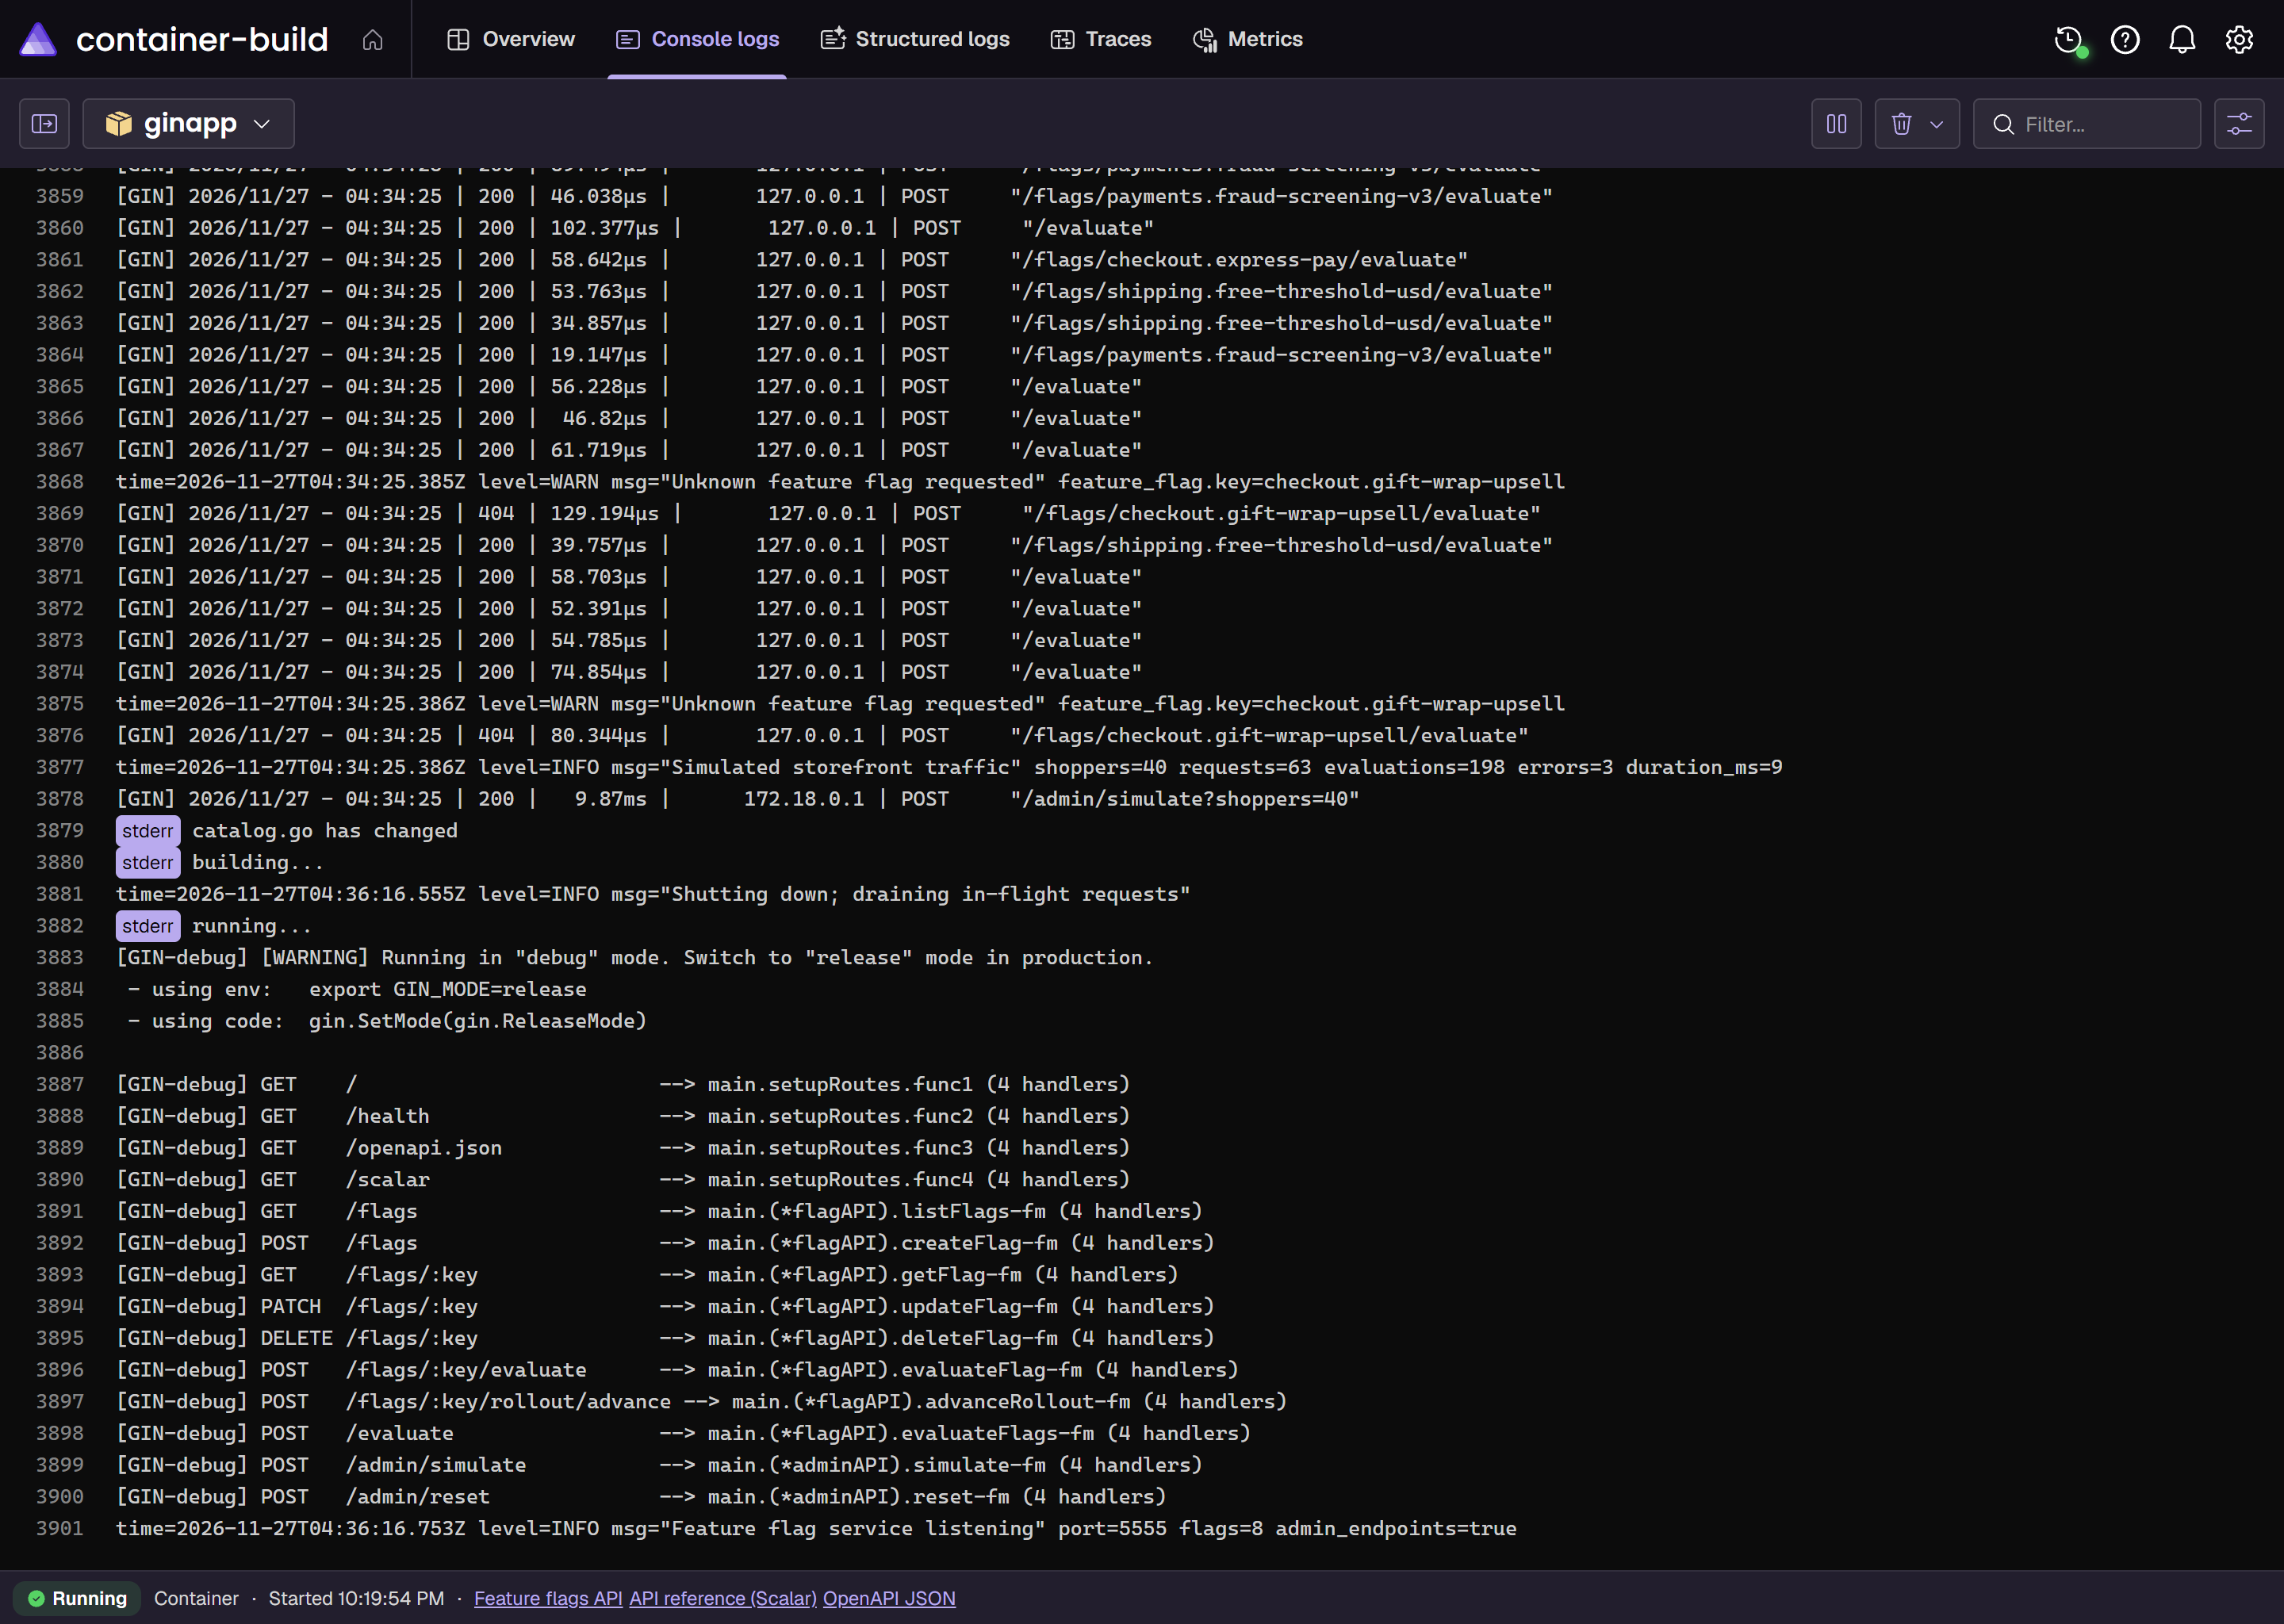 container-build
Overview
Console logs
Structured logs
Traces
Metrics
ginapp
Filter...
3859 [GIN] 2026/11/27 - 04:34:25 | 200 | 46.038µs | 127.0.0.1 | POST "/flags/payments.fraud-screening-v3/evaluate"
3860 [GIN] 2026/11/27 - 04:34:25 | 200 | 102.377µs | 127.0.0.1 | POST "/evaluate"
3861 [GIN] 2026/11/27 - 04:34:25 | 200 | 58.642µs | 127.0.0.1 | POST "/flags/checkout.express-pay/evaluate"
3862 [GIN] 2026/11/27 - 04:34:25 | 200 | 53.763µs | 127.0.0.1 | POST "/flags/shipping.free-threshold-usd/evaluate"
3863 [GIN] 2026/11/27 - 04:34:25 | 200 | 34.857µs | 127.0.0.1 | POST "/flags/shipping.free-threshold-usd/evaluate"
3864 [GIN] 2026/11/27 - 04:34:25 | 200 | 19.147µs | 127.0.0.1 | POST "/flags/payments.fraud-screening-v3/evaluate"
3865 [GIN] 2026/11/27 - 04:34:25 | 200 | 56.228µs | 127.0.0.1 | POST "/evaluate"
3866 [GIN] 2026/11/27 - 04:34:25 | 200 | 46.82µs | 127.0.0.1 | POST "/evaluate"
3867 [GIN] 2026/11/27 - 04:34:25 | 200 | 61.719µs | 127.0.0.1 | POST "/evaluate"
3868 time=2026-11-27T04:34:25.385Z level=WARN msg="Unknown feature flag requested" feature_flag.key=checkout.gift-wrap-upsell
3869 [GIN] 2026/11/27 - 04:34:25 | 404 | 129.194µs | 127.0.0.1 | POST "/flags/checkout.gift-wrap-upsell/evaluate"
3870 [GIN] 2026/11/27 - 04:34:25 | 200 | 39.757µs | 127.0.0.1 | POST "/flags/shipping.free-threshold-usd/evaluate"
3871 [GIN] 2026/11/27 - 04:34:25 | 200 | 58.703µs | 127.0.0.1 | POST "/evaluate"
3872 [GIN] 2026/11/27 - 04:34:25 | 200 | 52.391µs | 127.0.0.1 | POST "/evaluate"
3873 [GIN] 2026/11/27 - 04:34:25 | 200 | 54.785µs | 127.0.0.1 | POST "/evaluate"
3874 [GIN] 2026/11/27 - 04:34:25 | 200 | 74.854µs | 127.0.0.1 | POST "/evaluate"
3875 time=2026-11-27T04:34:25.386Z level=WARN msg="Unknown feature flag requested" feature_flag.key=checkout.gift-wrap-upsell
3876 [GIN] 2026/11/27 - 04:34:25 | 404 | 80.344µs | 127.0.0.1 | POST "/flags/checkout.gift-wrap-upsell/evaluate"
3877 time=2026-11-27T04:34:25.386Z level=INFO msg="Simulated storefront traffic" shoppers=40 requests=63 evaluations=198 errors=3 duration_ms=9
3878 [GIN] 2026/11/27 - 04:34:25 | 200 | 9.87ms | 172.18.0.1 | POST "/admin/simulate?shoppers=40"
3879 stderr catalog.go has changed
3880 stderr building...
3881 time=2026-11-27T04:36:16.555Z level=INFO msg="Shutting down; draining in-flight requests"
3882 stderr running...
3883 [GIN-debug] [WARNING] Running in "debug" mode. Switch to "release" mode in production.
3884 - using env: export GIN_MODE=release
3885 - using code: gin.SetMode(gin.ReleaseMode)
3886
3887 [GIN-debug] GET / --> main.setupRoutes.func1 (4 handlers)
3888 [GIN-debug] GET /health --> main.setupRoutes.func2 (4 handlers)
3889 [GIN-debug] GET /openapi.json --> main.setupRoutes.func3 (4 handlers)
3890 [GIN-debug] GET /scalar --> main.setupRoutes.func4 (4 handlers)
3891 [GIN-debug] GET /flags --> main.(*flagAPI).listFlags-fm (4 handlers)
3892 [GIN-debug] POST /flags --> main.(*flagAPI).createFlag-fm (4 handlers)
3893 [GIN-debug] GET /flags/:key --> main.(*flagAPI).getFlag-fm (4 handlers)
3894 [GIN-debug] PATCH /flags/:key --> main.(*flagAPI).updateFlag-fm (4 handlers)
3895 [GIN-debug] DELETE /flags/:key --> main.(*flagAPI).deleteFlag-fm (4 handlers)
3896 [GIN-debug] POST /flags/:key/evaluate --> main.(*flagAPI).evaluateFlag-fm (4 handlers)
3897 [GIN-debug] POST /flags/:key/rollout/advance --> main.(*flagAPI).advanceRollout-fm (4 handlers)
3898 [GIN-debug] POST /evaluate --> main.(*flagAPI).evaluateFlags-fm (4 handlers)
3899 [GIN-debug] POST /admin/simulate --> main.(*adminAPI).simulate-fm (4 handlers)
3900 [GIN-debug] POST /admin/reset --> main.(*adminAPI).reset-fm (4 handlers)
3901 time=2026-11-27T04:36:16.753Z level=INFO msg="Feature flag service listening" port=5555 flags=8 admin_endpoints=true
Running Container · Started 10:19:54 PM · Feature flags API API reference (Scalar) OpenAPI JSON